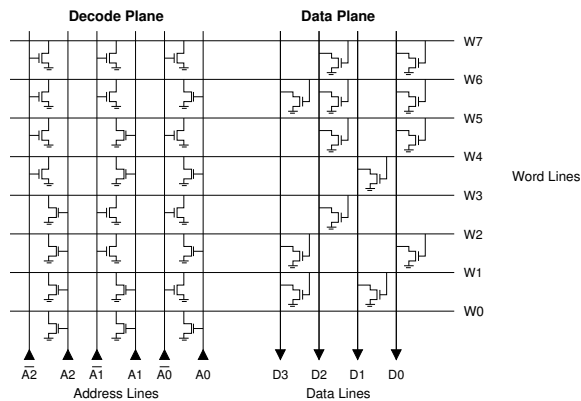 Decode Plane Data Plane
W7
W6
W5
W4
Word Lines
W3
W2
W1
W0
A̅2̅ A2 A̅1̅ A1 A̅0̅ A0 D3 D2 D1 D0
Address Lines Data Lines